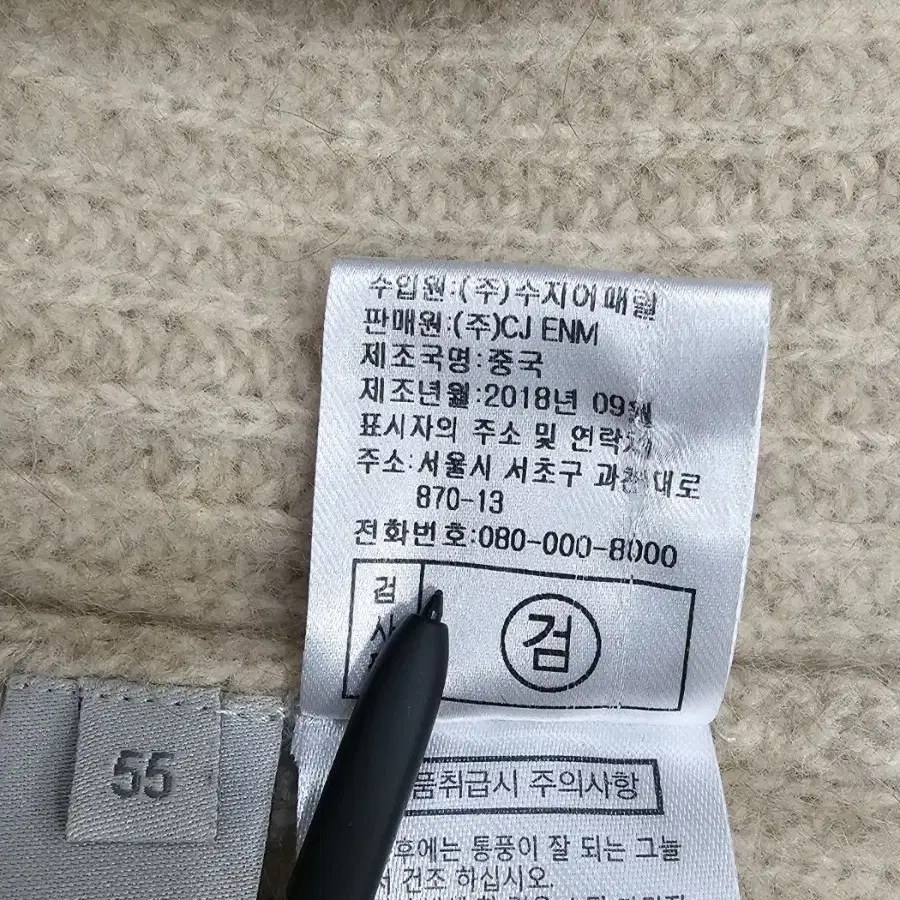 수입원:(주)수지어패럴
판매원:(주)CJ ENM
제조국명:중국
제조년월:2018년 09월
표시자의 주소 및 연락처
주소:서울시 서초구 과천대로
870-13
전화번호:080-000-8000
검
사
검
55
품취급시 주의사항
후에는 통풍이 잘 되는 그늘
서 건조 하십시오.